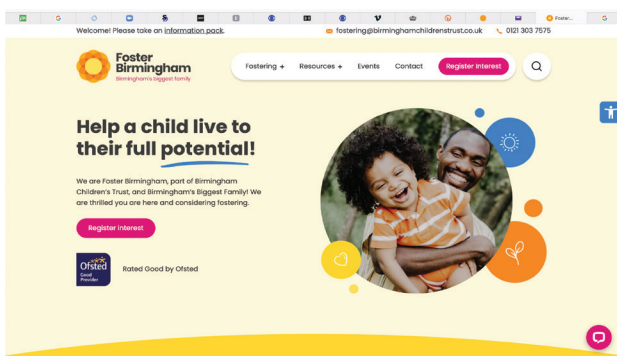 Foster...
Welcome! Please take an information pack.
fostering@birminghamchildrenstrust.co.uk
0121 303 7575
Foster
Birmingham
Birmingham's biggest family
Fostering +
Resources +
Events
Contact
Register Interest
Help a child live to
their full potential!
We are Foster Birmingham, part of Birmingham
Children's Trust, and Birmingham's Biggest Family! We
are thrilled you are here and considering fostering.
Register interest
Ofsted
Good
Provider
Rated Good by Ofsted